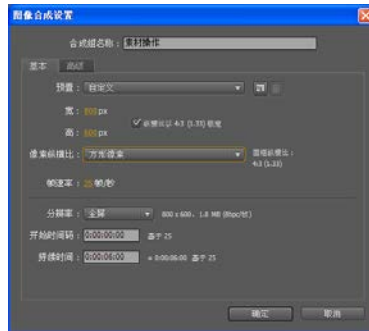 图像合成设置
合成组名称： 素材操作
基本 高级
预置： 自定义
宽： 800 px
纵横比以 4:3 (1.33) 锁定
高： 600 px
像素纵横比： 方形像素
画幅纵横比：
4:3 (1.33)
帧速率： 25 帧/秒
分辨率： 全屏 800 x 600, 1.8 MB (8bpc/帧)
开始时间码： 0:00:00:00 基于 25
持续时间： 0:00:06:00 = 0:00:06:00 基于 25
确定 取消